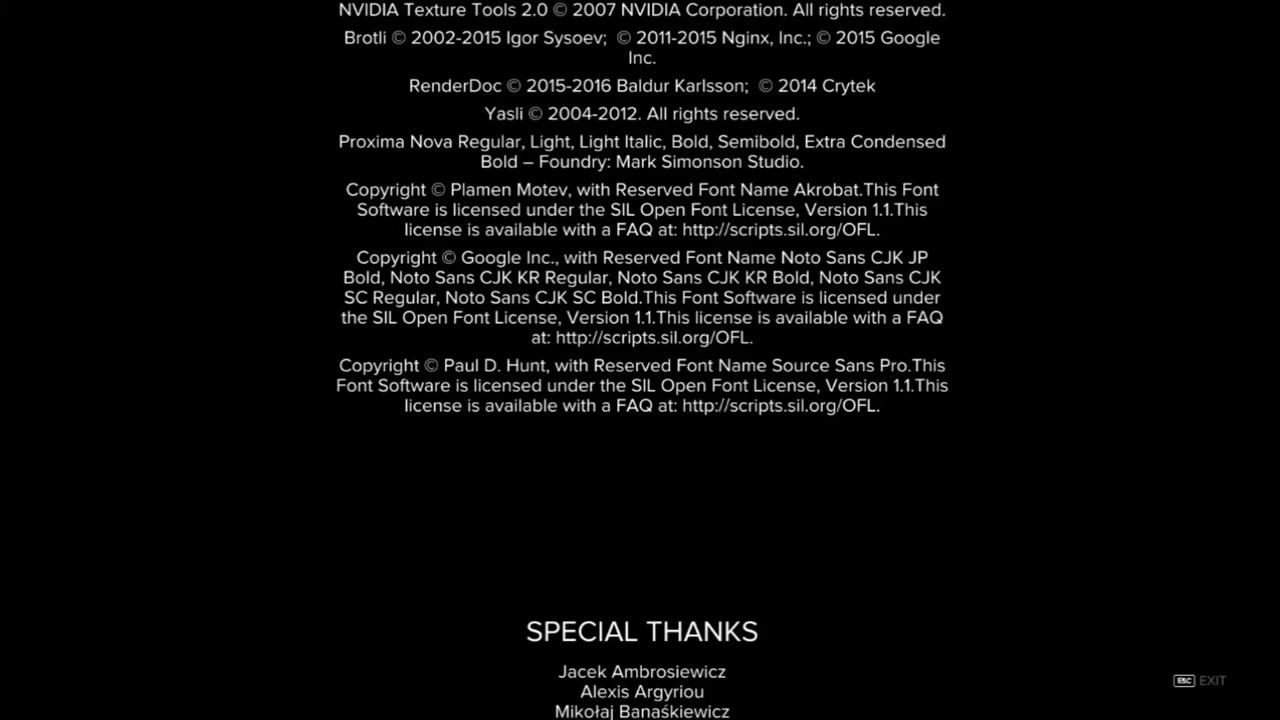 NVIDIA Texture Tools 2.0 © 2007 NVIDIA Corporation. All rights reserved.
Brotli © 2002-2015 Igor Sysoev;  © 2011-2015 Nginx, Inc.; © 2015 Google
Inc.
RenderDoc © 2015-2016 Baldur Karlsson;  © 2014 Crytek
Yasli © 2004-2012. All rights reserved.
Proxima Nova Regular, Light, Light Italic, Bold, Semibold, Extra Condensed
Bold – Foundry: Mark Simonson Studio.
Copyright © Plamen Motev, with Reserved Font Name Akrobat.This Font
Software is licensed under the SIL Open Font License, Version 1.1.This
license is available with a FAQ at: http://scripts.sil.org/OFL.
Copyright © Google Inc., with Reserved Font Name Noto Sans CJK JP
Bold, Noto Sans CJK KR Regular, Noto Sans CJK KR Bold, Noto Sans CJK
SC Regular, Noto Sans CJK SC Bold.This Font Software is licensed under
the SIL Open Font License, Version 1.1.This license is available with a FAQ
at: http://scripts.sil.org/OFL.
Copyright © Paul D. Hunt, with Reserved Font Name Source Sans Pro.This
Font Software is licensed under the SIL Open Font License, Version 1.1.This
license is available with a FAQ at: http://scripts.sil.org/OFL.
SPECIAL THANKS
Jacek Ambrosiewicz
Alexis Argyriou
Mikołaj Banaśkiewicz
ESC EXIT